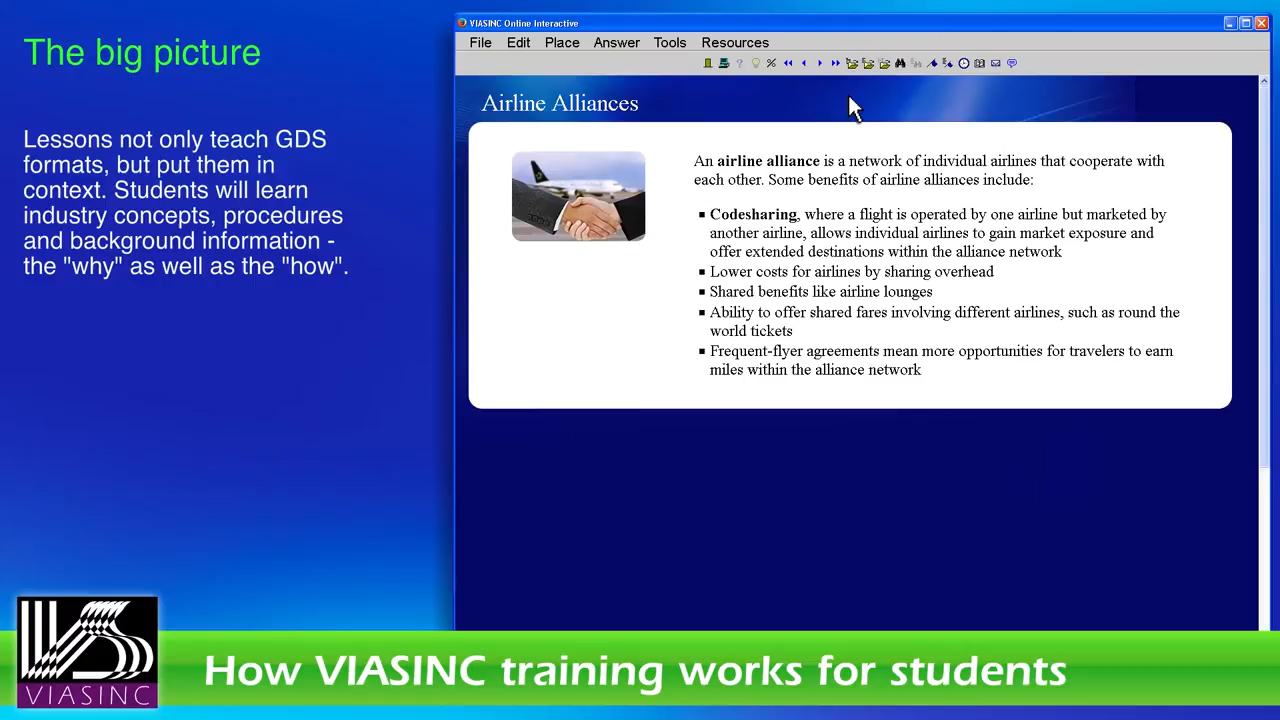 The big picture
Lessons not only teach GDS
formats, but put them in
context. Students will learn
industry concepts, procedures
and background information -
the "why" as well as the "how".
VIASINC Online Interactive
File Edit Place Answer Tools Resources
Airline Alliances
An airline alliance is a network of individual airlines that cooperate with
each other. Some benefits of airline alliances include:
Codesharing, where a flight is operated by one airline but marketed by
another airline, allows individual airlines to gain market exposure and
offer extended destinations within the alliance network
Lower costs for airlines by sharing overhead
Shared benefits like airline lounges
Ability to offer shared fares involving different airlines, such as round the
world tickets
Frequent-flyer agreements mean more opportunities for travelers to earn
miles within the alliance network
VIASINC
How VIASINC training works for students